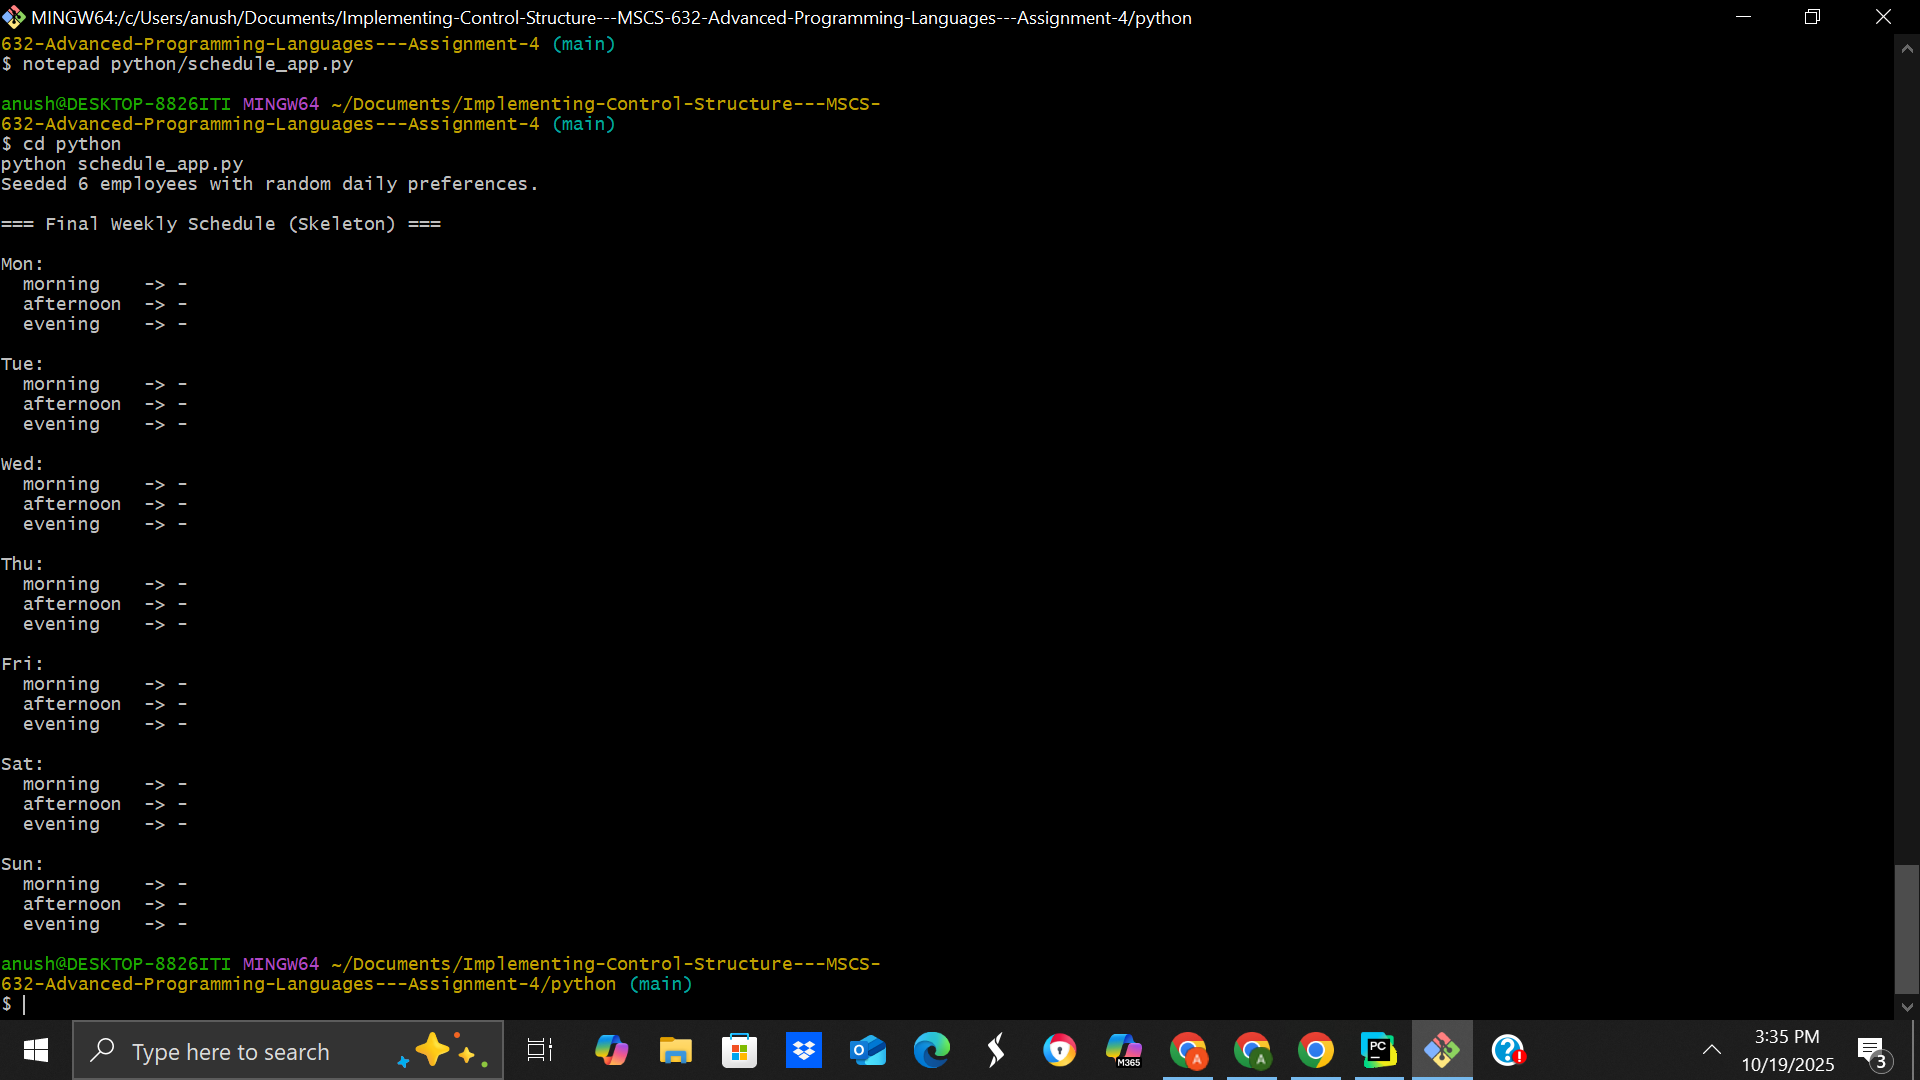 MINGW64:/c/Users/anush/Documents/Implementing-Control-Structure---MSCS-632-Advanced-Programming-Languages---Assignment-4/python
632-Advanced-Programming-Languages---Assignment-4 (main)
$ notepad python/schedule_app.py
anush@DESKTOP-8826ITI MINGW64 ~/Documents/Implementing-Control-Structure---MSCS-
632-Advanced-Programming-Languages---Assignment-4 (main)
$ cd python
python schedule_app.py
Seeded 6 employees with random daily preferences.
=== Final Weekly Schedule (Skeleton) ===
Mon:
morning -> -
afternoon -> -
evening -> -
Tue:
morning -> -
afternoon -> -
evening -> -
Wed:
morning -> -
afternoon -> -
evening -> -
Thu:
morning -> -
afternoon -> -
evening -> -
Fri:
morning -> -
afternoon -> -
evening -> -
Sat:
morning -> -
afternoon -> -
evening -> -
Sun:
morning -> -
afternoon -> -
evening -> -
anush@DESKTOP-8826ITI MINGW64 ~/Documents/Implementing-Control-Structure---MSCS-
632-Advanced-Programming-Languages---Assignment-4/python (main)
$
Type here to search
M365
A
A
PC
3:35 PM
10/19/2025
3